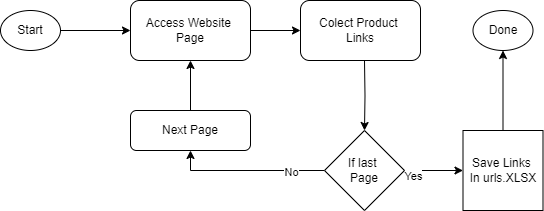 Start
Access Website
Page
Colect Product
Links
Done
Next Page
If last
Page
No
Yes
Save Links
In urls.XLSX